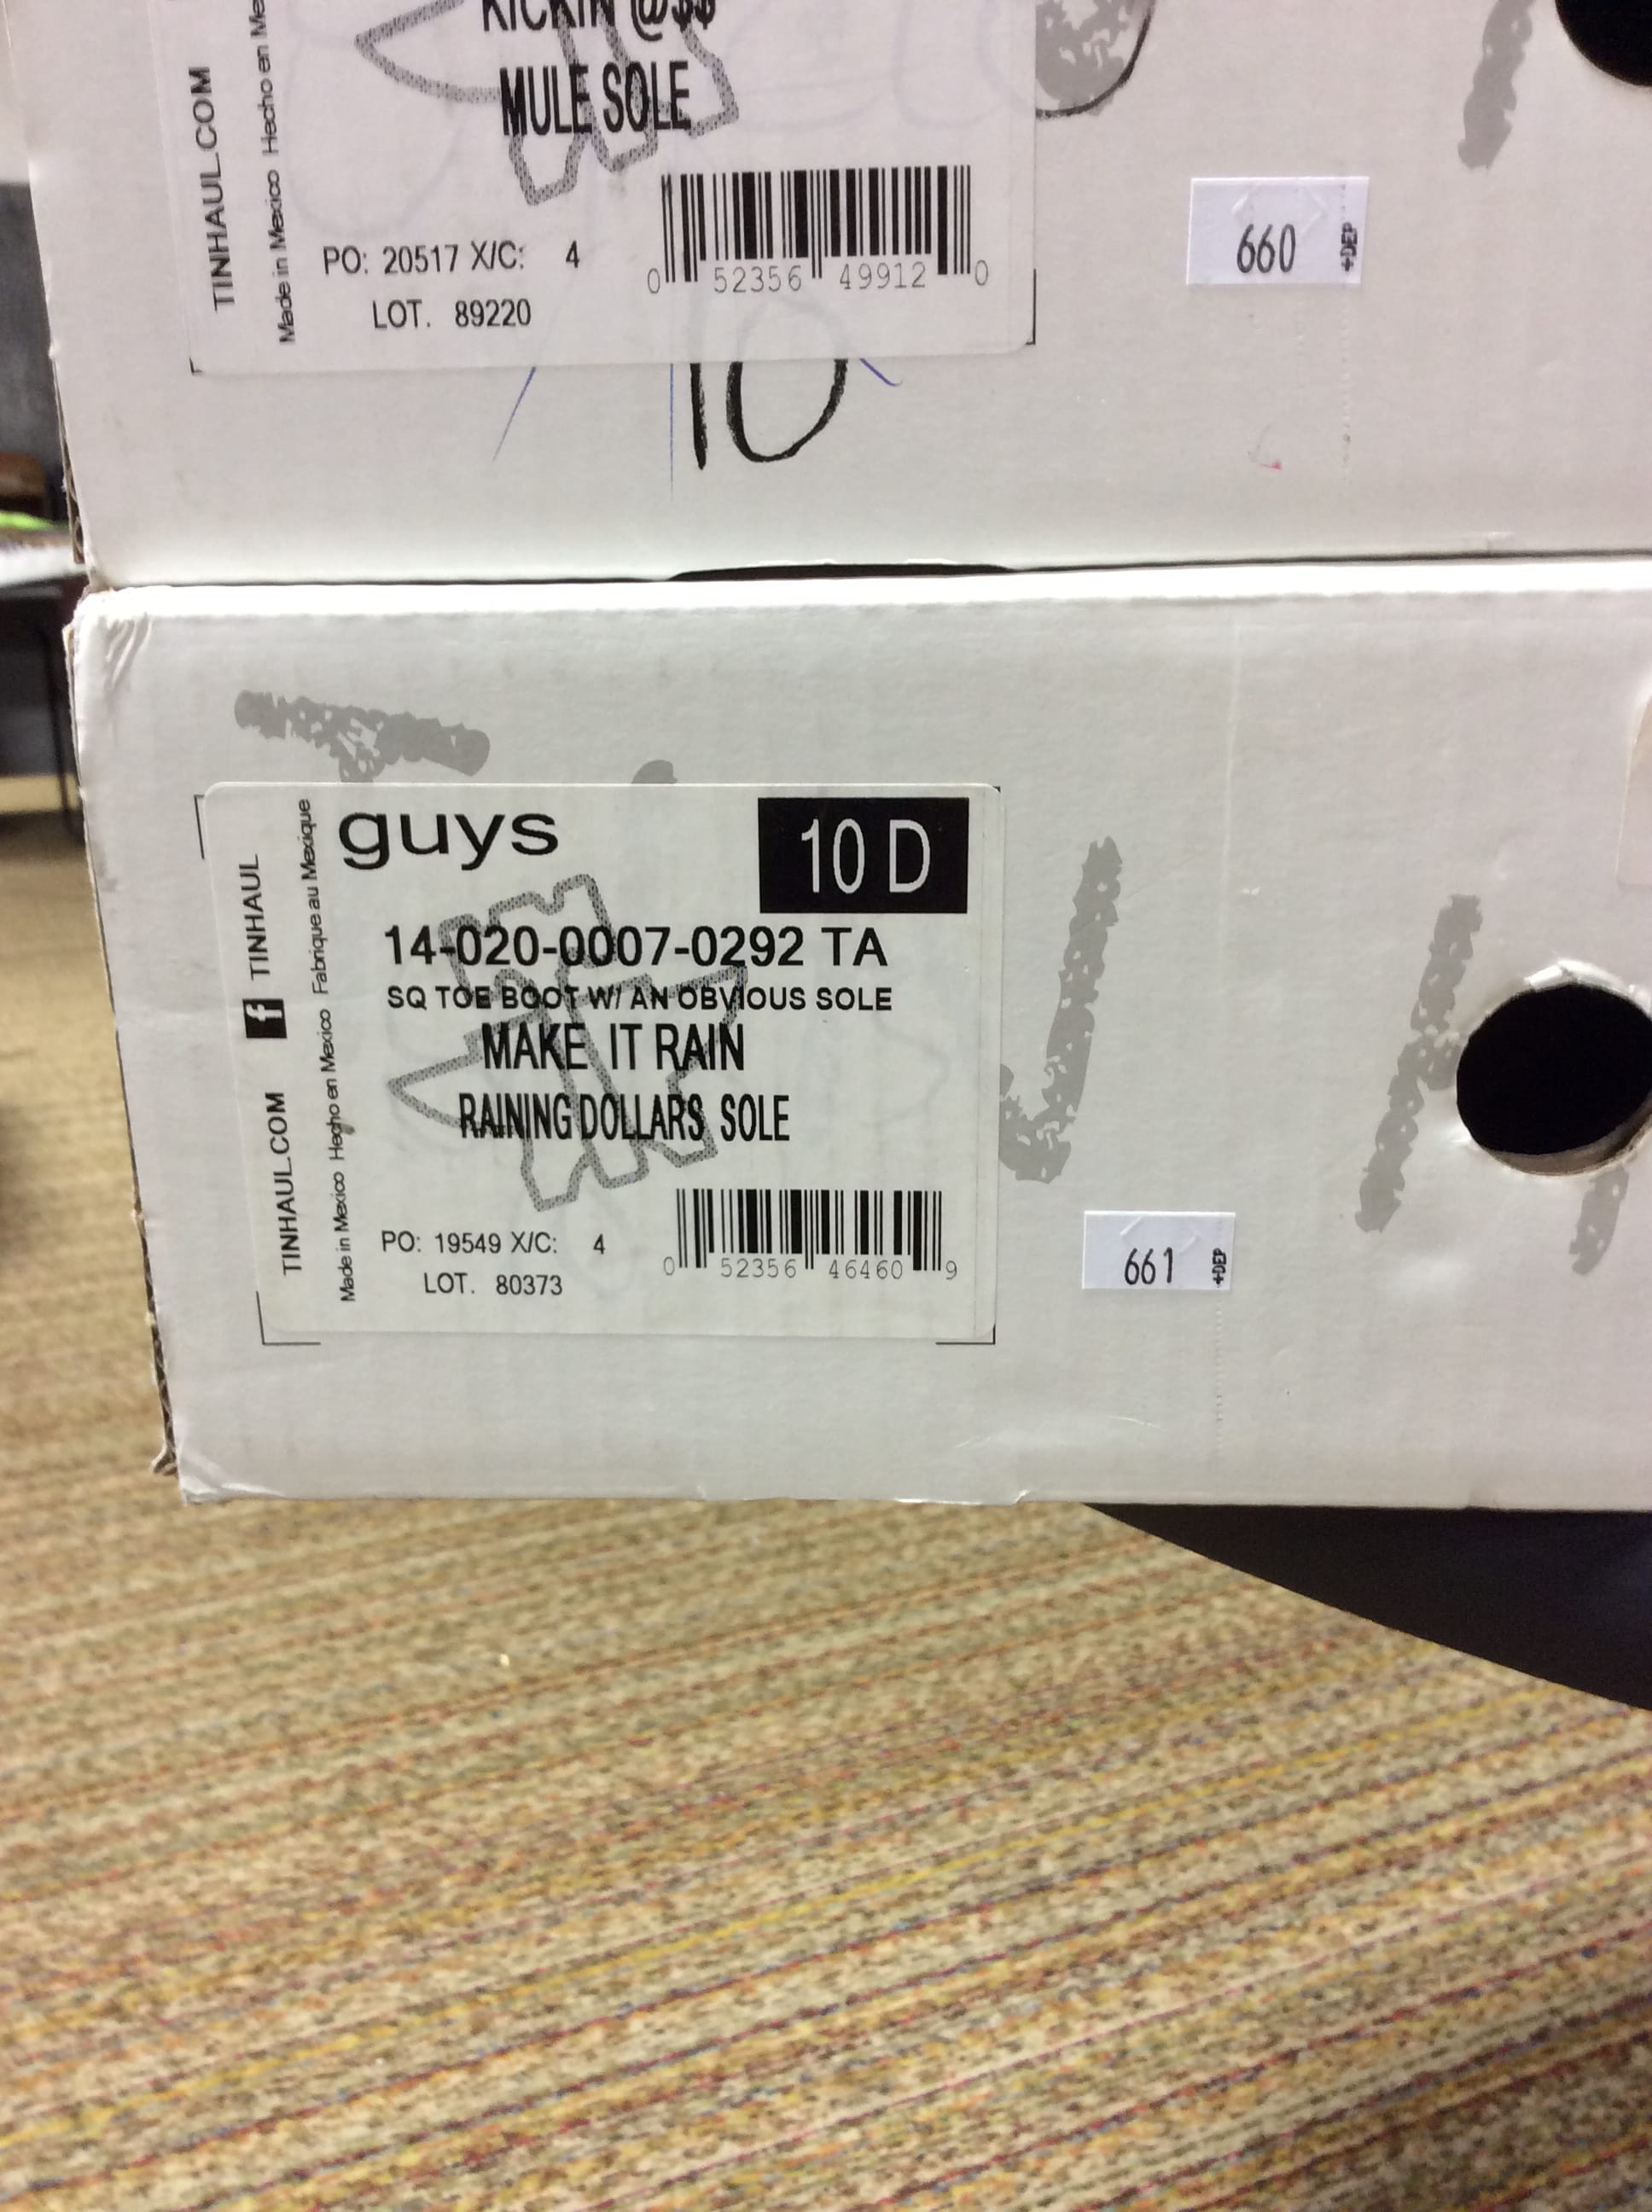 KICKIN @$$
MULE SOLE
TINHAUL.COM
Made in Mexico Hecho en
PO: 20517 X/C: 4
LOT. 89220
0 52356 49912 0
660 +DEP
10
guys
10 D
TINHAUL.COM f TINHAUL
Made in Mexico Hecho en Mexico Fabrique au Mexique
14-020-0007-0292 TA
SQ TOE BOOT W/ AN OBVIOUS SOLE
MAKE IT RAIN
RAINING DOLLARS SOLE
PO: 19549 X/C: 4
LOT. 80373
0 52356 46460 9
661 +DEP